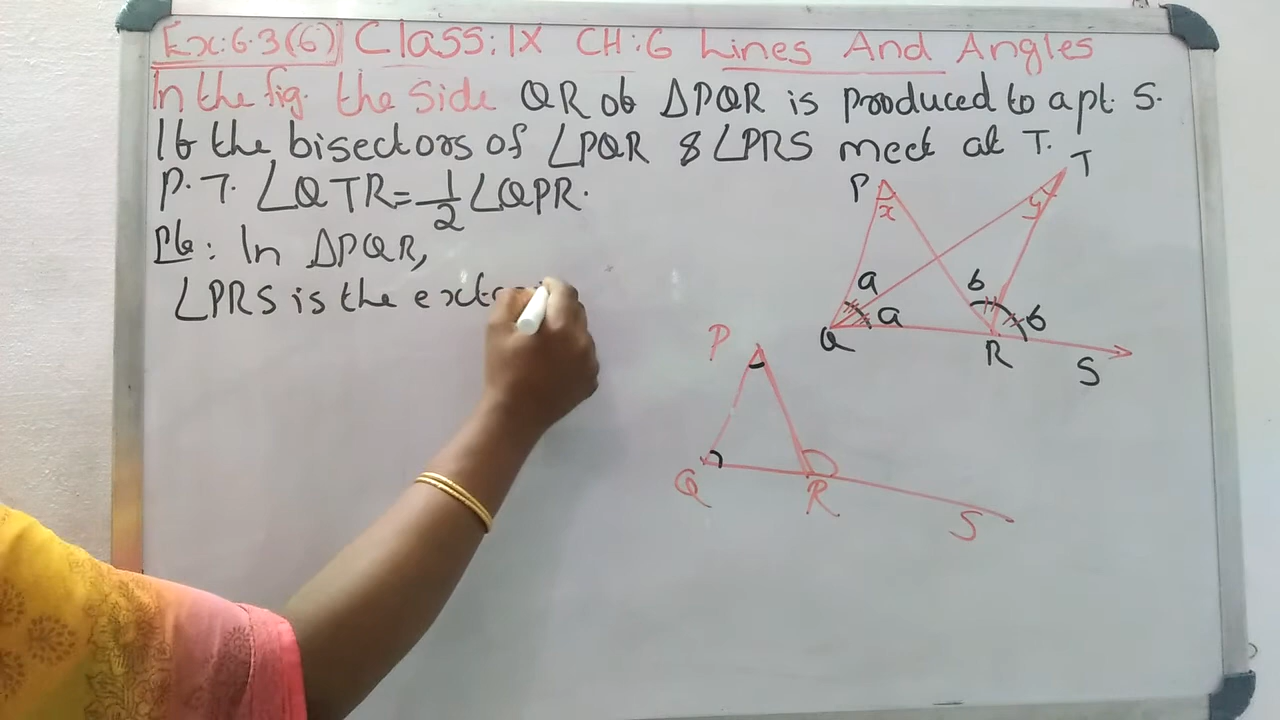 Ex:6.3(6) Class:IX CH:6 Lines And Angles
In the fig. the side QR of ΔPQR is produced to a pt. S.
If the bisectors of ∠PQR & ∠PRS meet at T.
P.T. ∠QTR=1/2∠QPR.
Pf: In ΔPQR,
∠PRS is the
P
T
x
y
a
a
b
b
Q
R
S
P
Q
R
S